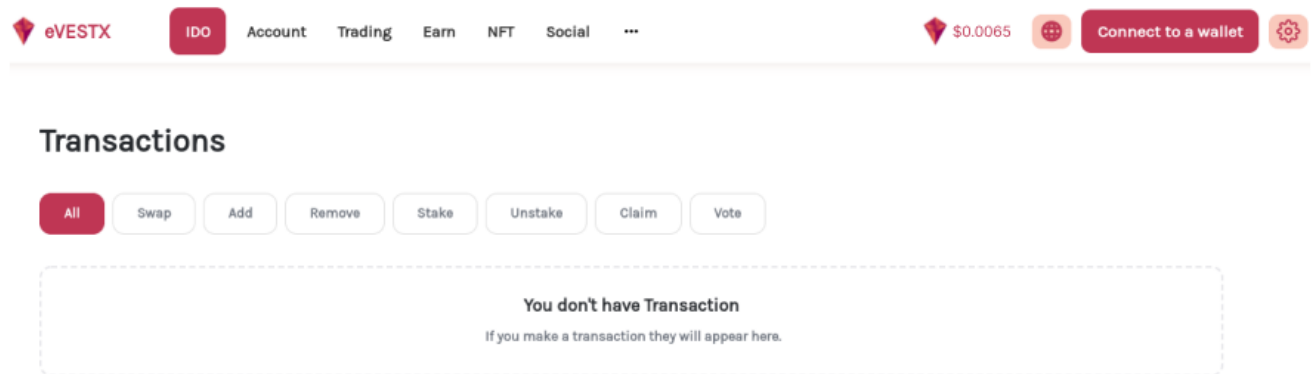 eVESTX IDO Account Trading Earn NFT Social ••• $0.0065 Connect to a wallet
Transactions
All Swap Add Remove Stake Unstake Claim Vote
You don't have Transaction
If you make a transaction they will appear here.